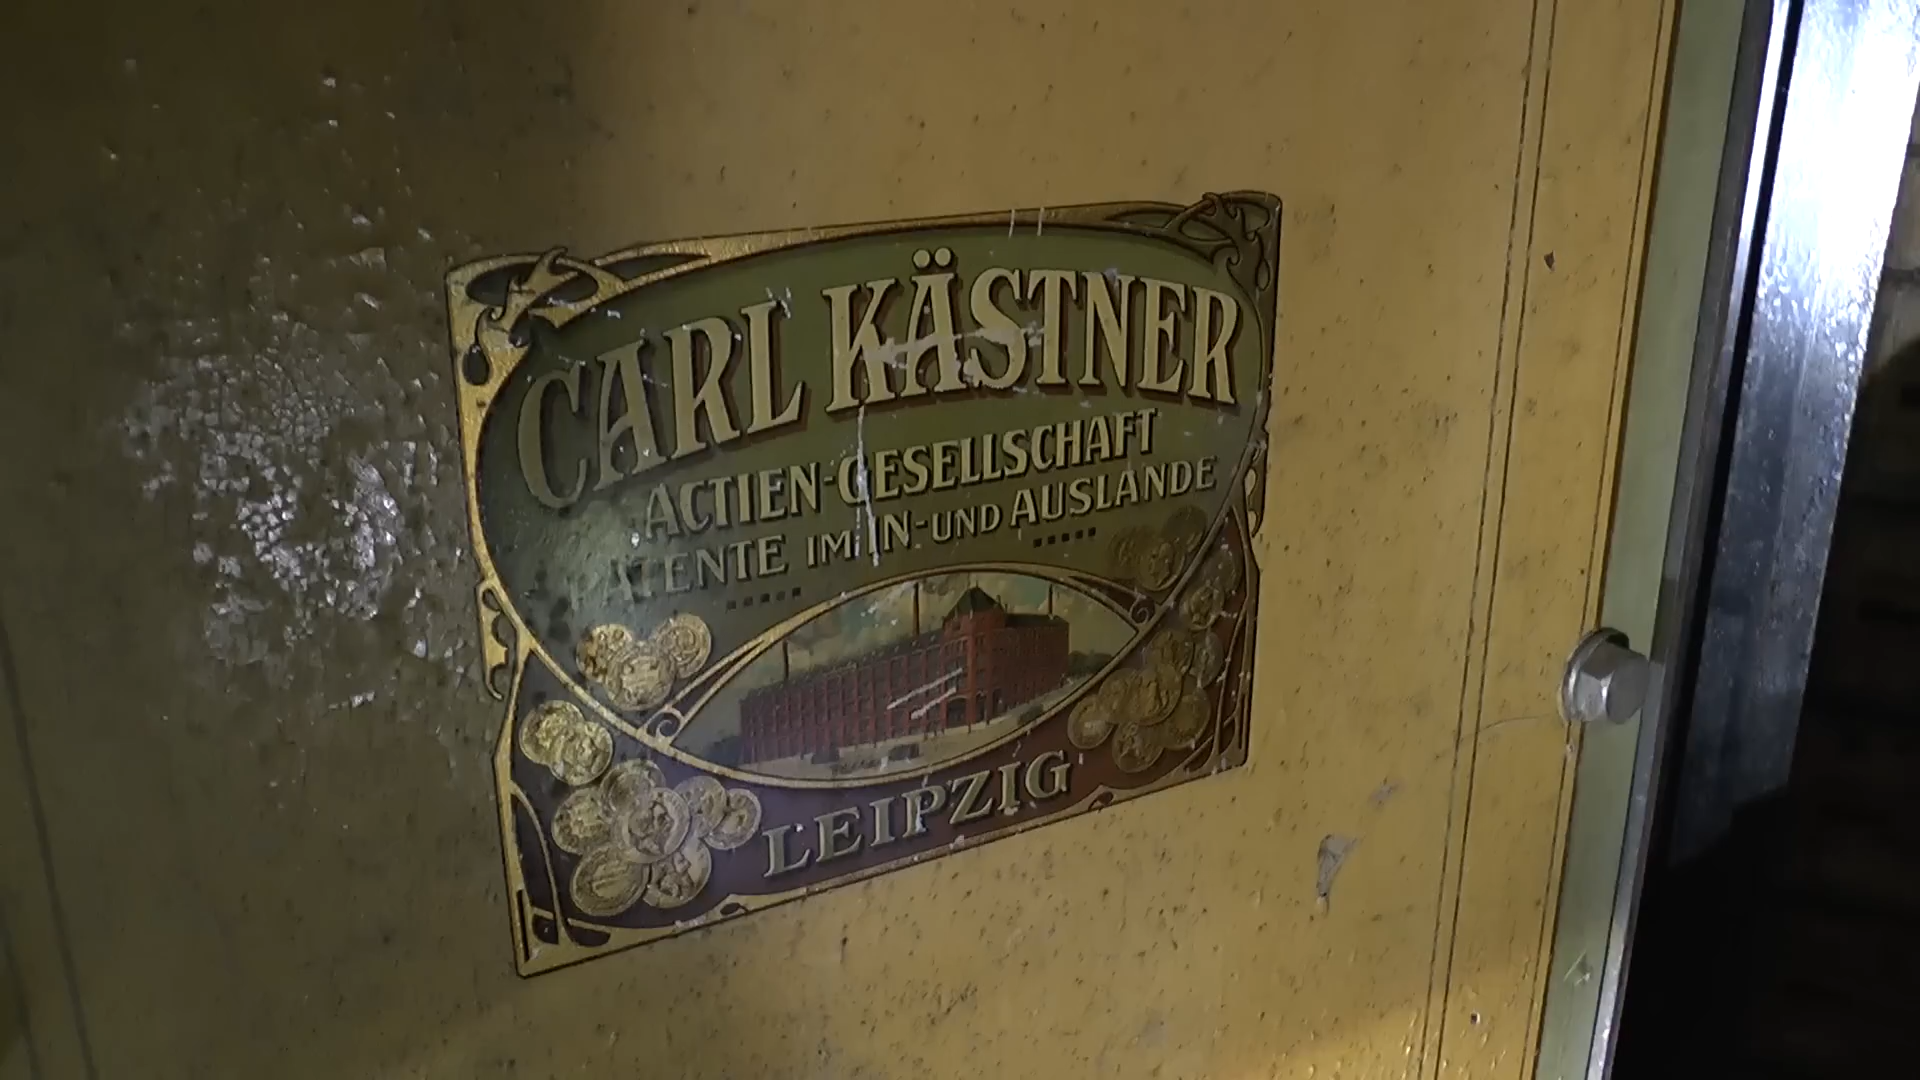 CARL KÄSTNER
ACTIEN-GESELLSCHAFT
PATENTE IM IN-UND AUSLANDE
LEIPZIG